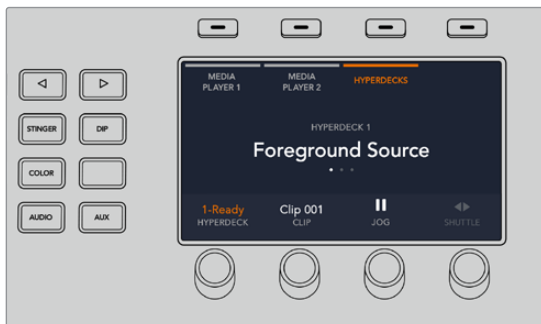 MEDIA
PLAYER 1
MEDIA
PLAYER 2
HYPERDECKS
STINGER
DIP
HYPERDECK 1
Foreground Source
COLOR
AUDIO
AUX
1-Ready
HYPERDECK
Clip 001
CLIP
JOG
SHUTTLE